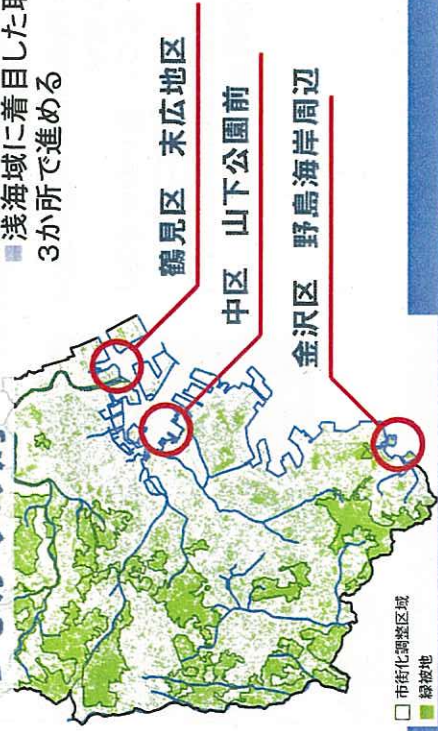 浅海域に着目した取
3か所で進める
鶴見区 末広地区
中区 山下公園前
金沢区 野島海岸周辺
市街化調整区域
緑被地